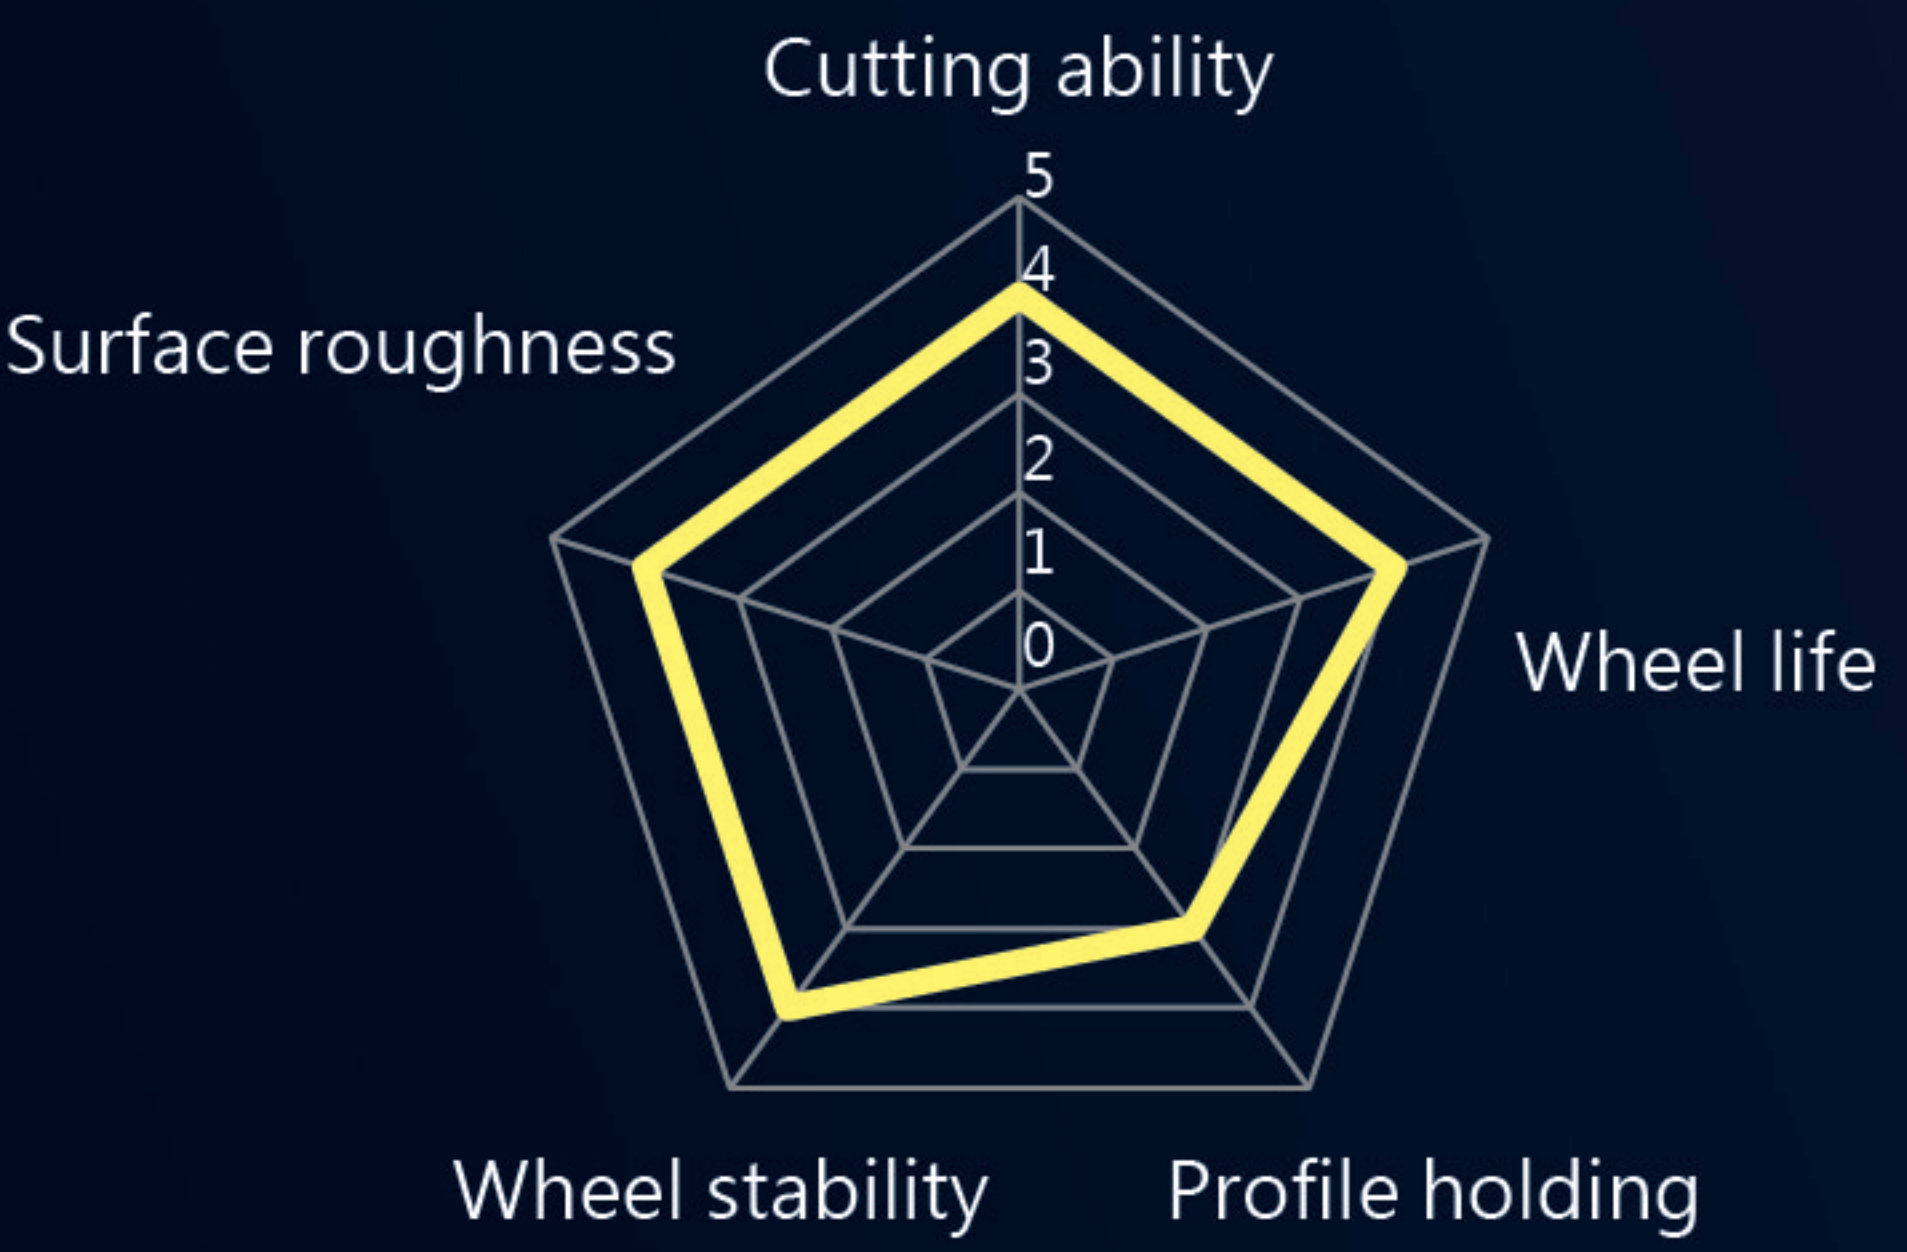 Cutting ability
5
4
Surface roughness
3
2
1
0
Wheel life
Wheel stability
Profile holding